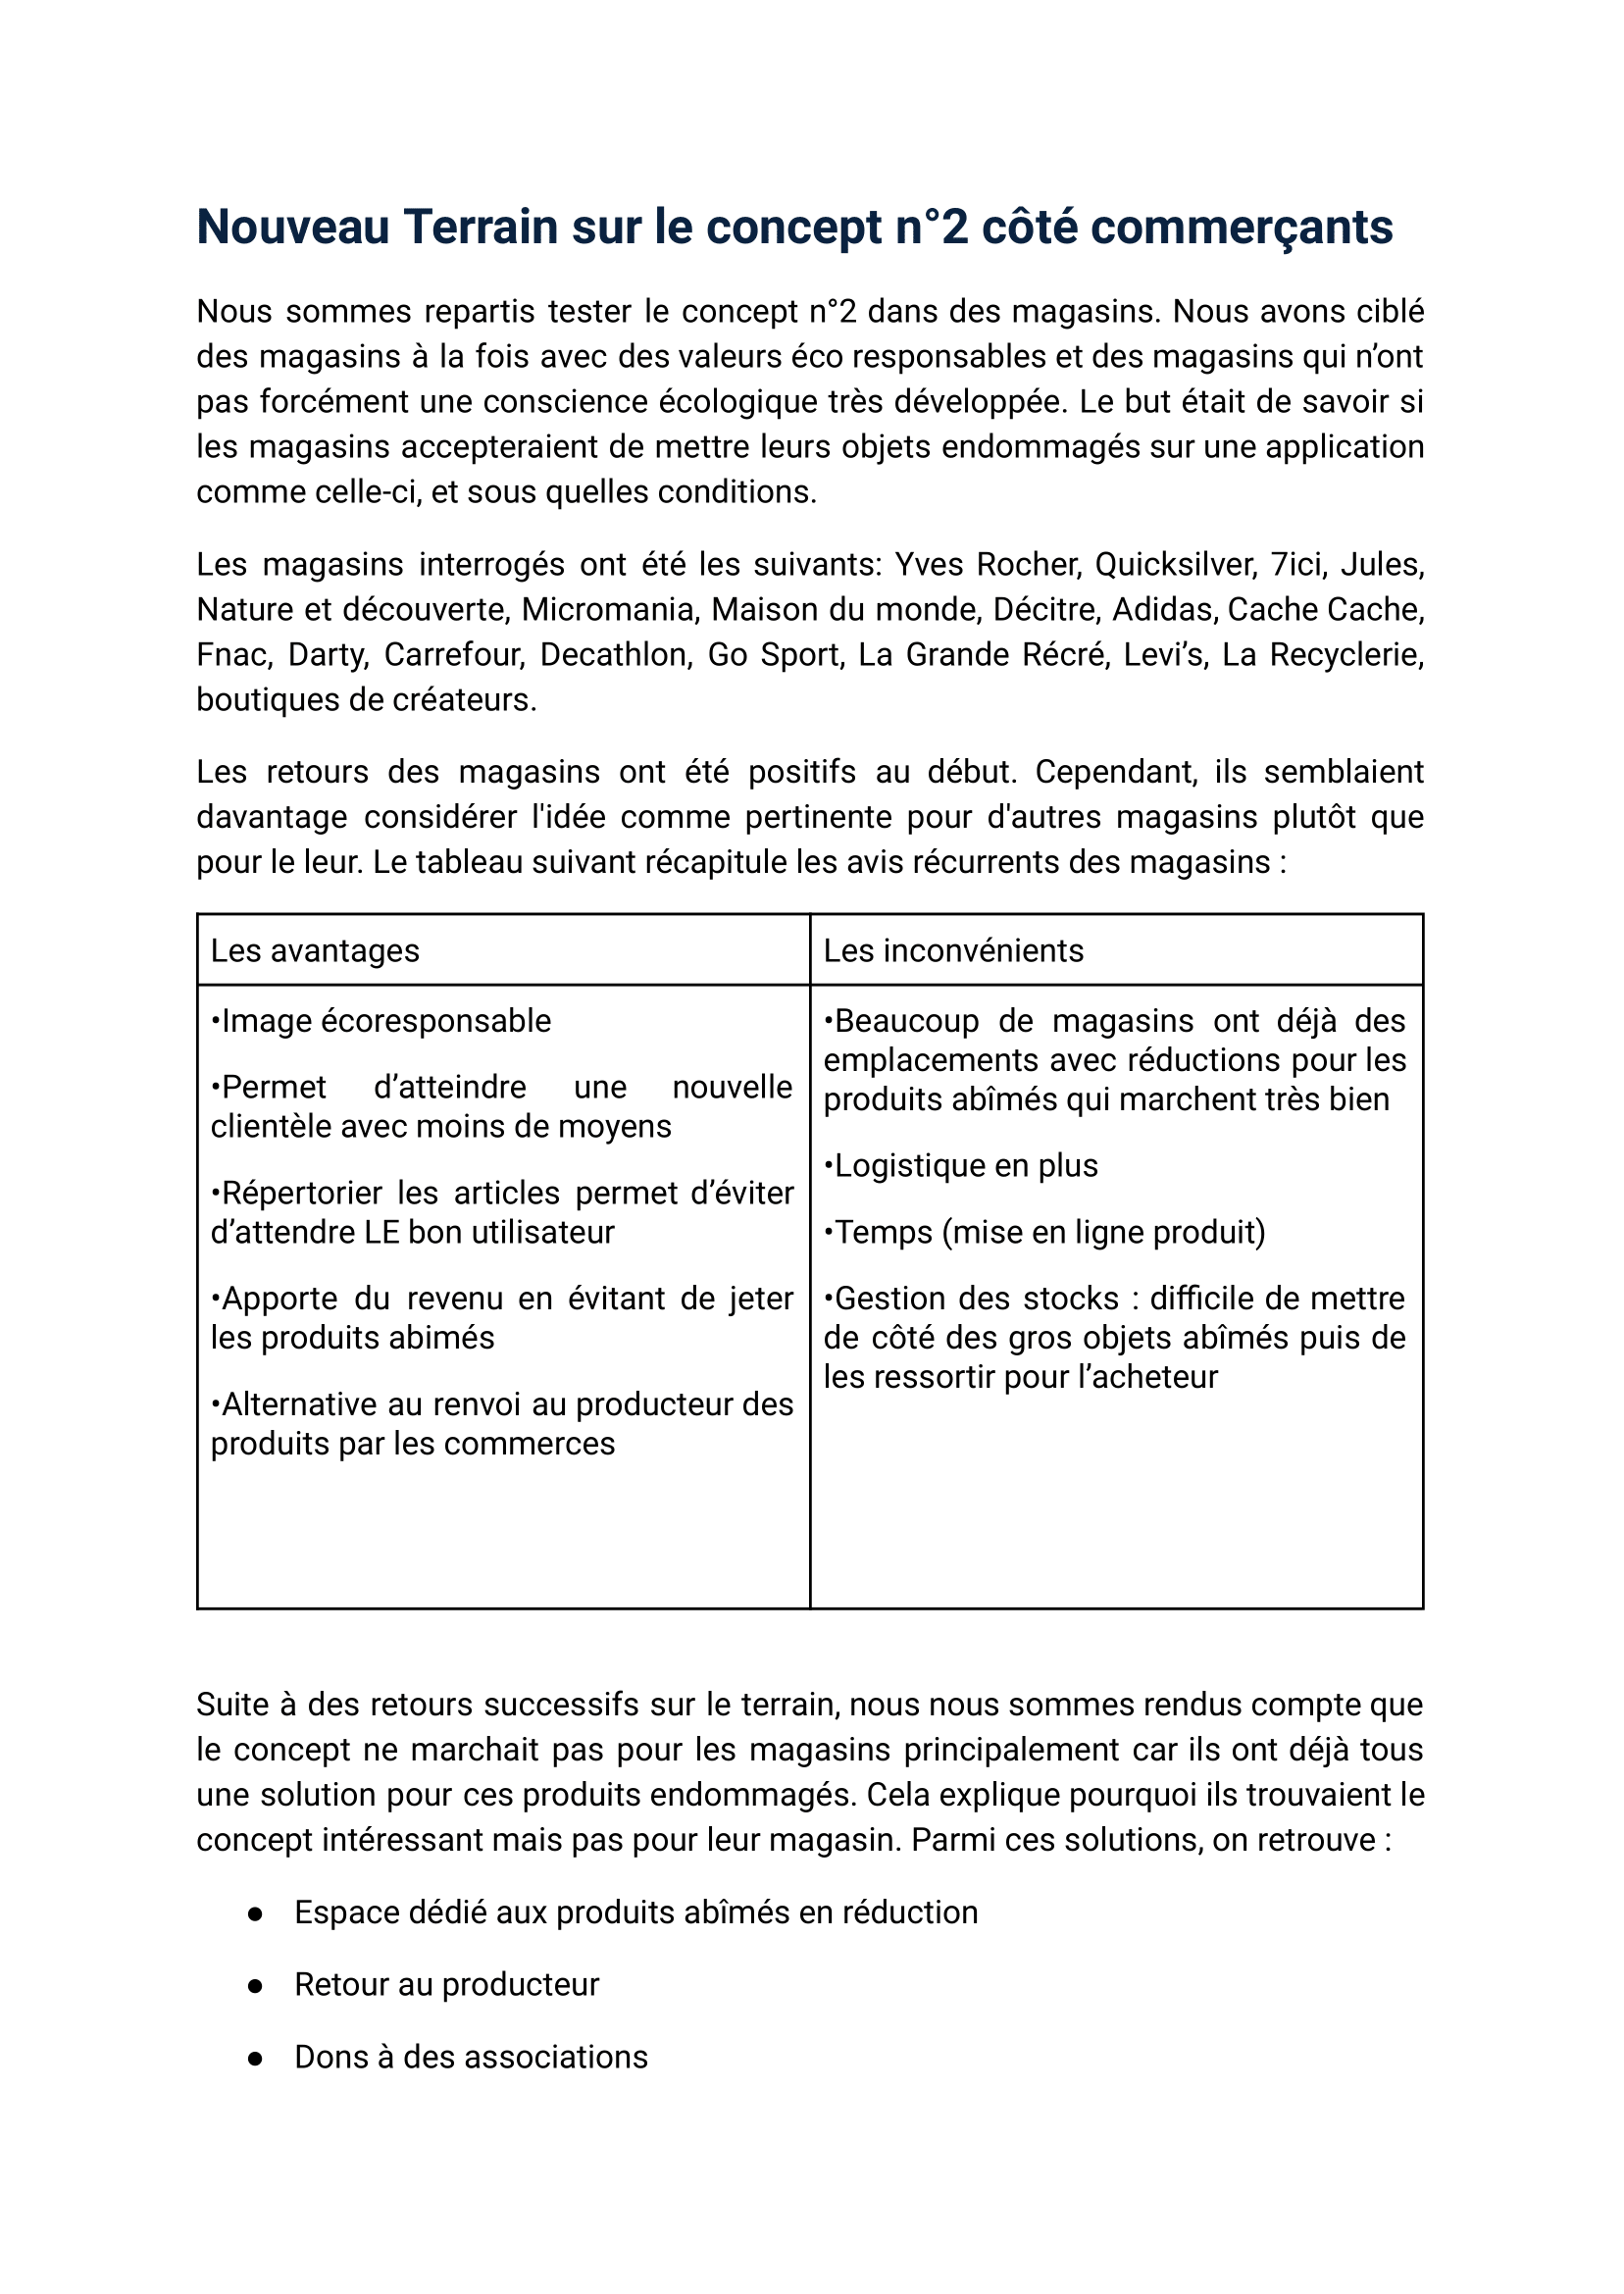 Nouveau Terrain sur le concept n°2 côté commerçants
Nous sommes repartis tester le concept n°2 dans des magasins. Nous avons ciblé
des magasins à la fois avec des valeurs éco responsables et des magasins qui n’ont
pas forcément une conscience écologique très développée. Le but était de savoir si
les magasins accepteraient de mettre leurs objets endommagés sur une application
comme celle-ci, et sous quelles conditions.
Les magasins interrogés ont été les suivants: Yves Rocher, Quicksilver, 7ici, Jules,
Nature et découverte, Micromania, Maison du monde, Décitre, Adidas, Cache Cache,
Fnac, Darty, Carrefour, Decathlon, Go Sport, La Grande Récré, Levi’s, La Recyclerie,
boutiques de créateurs.
Les retours des magasins ont été positifs au début. Cependant, ils semblaient
davantage considérer l'idée comme pertinente pour d'autres magasins plutôt que
pour le leur. Le tableau suivant récapitule les avis récurrents des magasins :
Les avantages
•Image écoresponsable
•Permet d’atteindre une nouvelle
clientèle avec moins de moyens
•Répertorier les articles permet d’éviter
d’attendre LE bon utilisateur
•Apporte du revenu en évitant de jeter
les produits abimés
•Alternative au renvoi au producteur des
produits par les commerces
Les inconvénients
•Beaucoup de magasins ont déjà des
emplacements avec réductions pour les
produits abîmés qui marchent très bien
•Logistique en plus
•Temps (mise en ligne produit)
•Gestion des stocks : difficile de mettre
de côté des gros objets abîmés puis de
les ressortir pour l’acheteur
Suite à des retours successifs sur le terrain, nous nous sommes rendus compte que
le concept ne marchait pas pour les magasins principalement car ils ont déjà tous
une solution pour ces produits endommagés. Cela explique pourquoi ils trouvaient le
concept intéressant mais pas pour leur magasin. Parmi ces solutions, on retrouve :
● Espace dédié aux produits abîmés en réduction
● Retour au producteur
● Dons à des associations